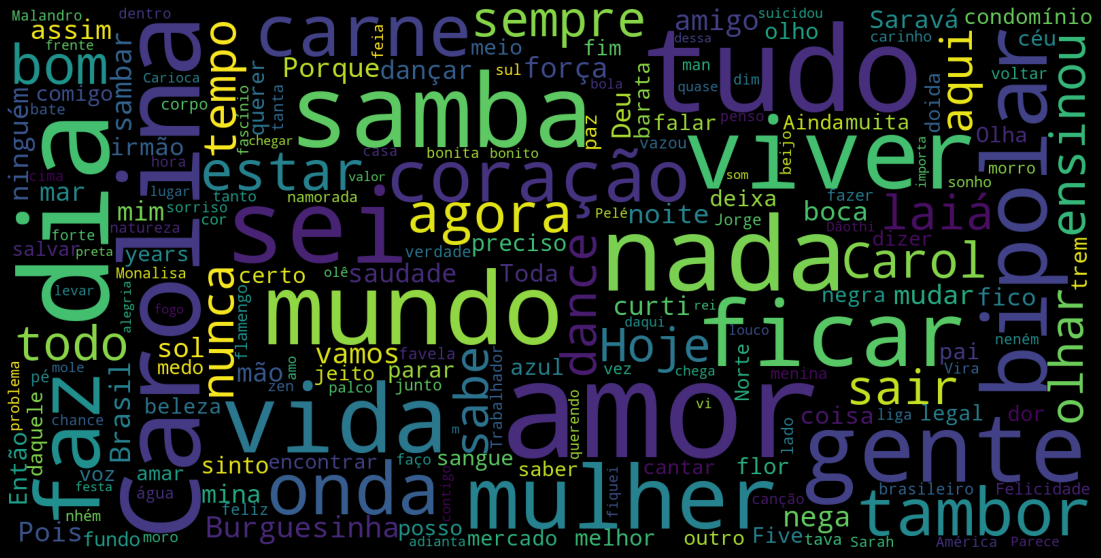 Malandro
dentro
assim
frente
bom
Carioca
comigo
bate
ninguém
corpo
sambar
irmão
hora
mar
cima
lugar
mim
sorriso
forte
natureza
cor
salvar
preta
years
Monalisa
levar
alegria
fogo
todo
dia
faz
Carolina
tempo
nunca
sol
medo
mão
Brasil
beleza
problema
mole
pé
chance
daquele
Então
voz
amar
festa
água
nhém
Pois
fundo
moro
feliz
mina
sinto
Burguesinha
carne
feia
meio
sempre
fim
querer
Porque
dançar
força
tanta
sul
fascínio
chegar
samba
paz
casa
bonita
bonito
estar
valor
tanto
namorada
coração
sei
agora
Pelé
noite
verdade
preciso
certo
olê
saudade
Toda
dance
flamengo
mundo
vamos
favela
jeito
parar
amo
zen
palco
junto
vida
saber
Trabalhador
azul
vez
daqui
rei
louco
querendo
encontrar
sangue
m
faço
onda
contigo
posso
adianta
mercado
melhor
mulher
saber
cantar
fiquei
flor
outro
Five
canção
tava
Sarah
amor
lado
vi
chega
menina
Norte
Hoje
curti
nada
ficar
amigo
suicidou
olho
dessa
man
tudo
Saravá
condomínio
carinho
céu
quase
dim
bola
voltar
aqui
Deu
barata
penso
doida
falar
Ainda
muita
Olha
vazou
beijo
viver
importa
morro
sonho
som
deixa
fazer
Jorge
boca
Dáothi
laiá
dizer
Carol
trem
negra
mudar
fico
pai
neném
Vira
sair
coisa
liga
legal
dor
olhar
ensinou
bipolar
gente
brasileiro
Felicidade
tambor
nega
América
Parece